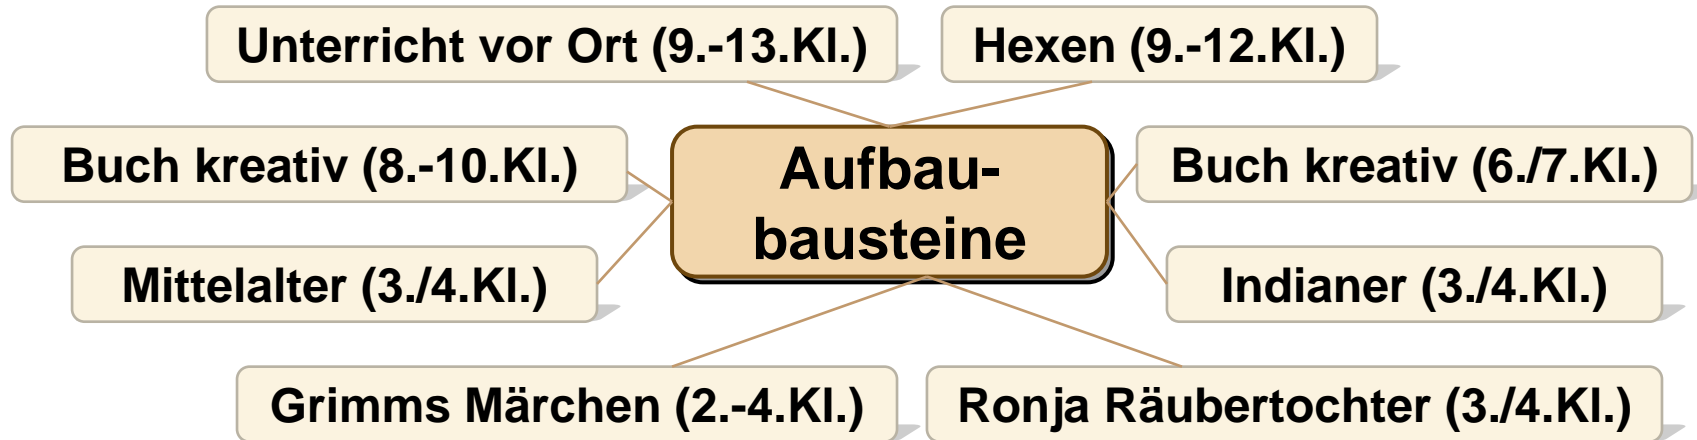 Unterricht vor Ort (9.-13.Kl.)
Hexen (9.-12.Kl.)
Buch kreativ (8.-10.Kl.)
Aufbau-
bausteine
Buch kreativ (6./7.Kl.)
Mittelalter (3./4.Kl.)
Indianer (3./4.Kl.)
Grimms Märchen (2.-4.Kl.)
Ronja Räubertochter (3./4.Kl.)